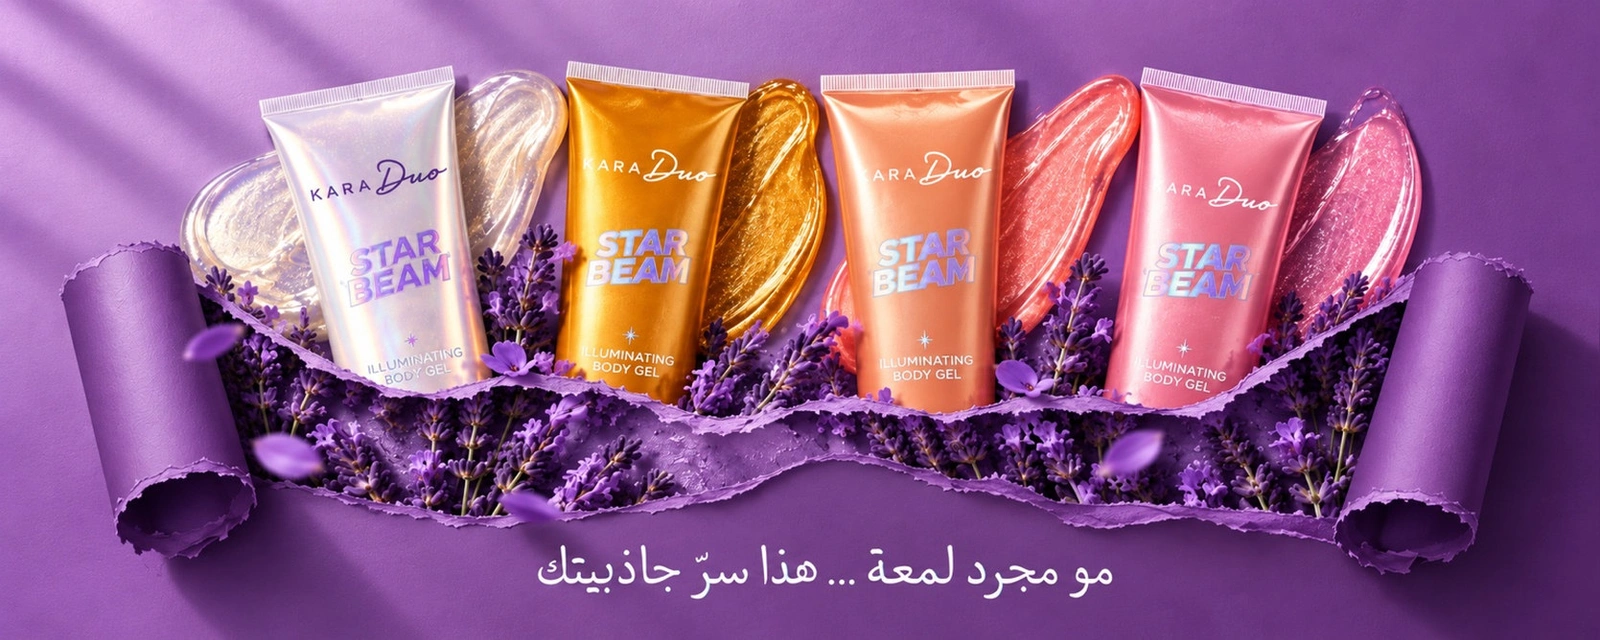 KARA Duo
STAR
BEAM
ILLUMINATING
BODY GEL
KARA Duo
STAR
BEAM
ILLUMINATING
BODY GEL
KARA Duo
STAR
BEAM
ILLUMINATING
BODY GEL
KARA Duo
STAR
BEAM
ILLUMINATING
BODY GEL
مو مجرد لمعة ... هذا سرّ جاذبيتك